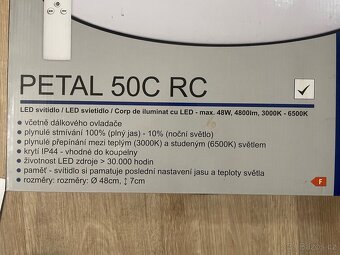 PETAL 50C RC
LED svítidlo / LED svietidlo / Corp de iluminat cu LED - max. 48W, 4800lm, 3000K - 6500K
• včetně dálkového ovladače
• plynulé stmívání 100% (plný jas) - 10% (noční světlo)
• plynulé přepínání mezi teplým (3000K) a studeným (6500K) světlem
• krytí IP44 - vhodné do koupelny
• životnost LED zdroje > 30.000 hodin
• paměť - svítidlo si pamatuje poslední nastavení jasu a teploty světla
• rozměry: rozměry: Ø 48cm, ↕ 7cm
F